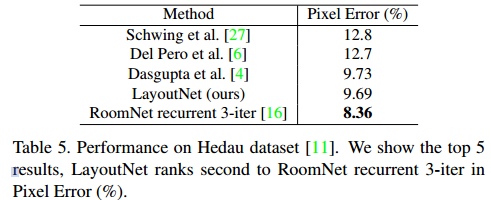 Method Pixel Error (%)
Schwing et al. [27] 12.8
Del Pero et al. [6] 12.7
Dasgupta et al. [4] 9.73
LayoutNet (ours) 9.69
RoomNet recurrent 3-iter [16] 8.36
Table 5. Performance on Hedau dataset [11]. We show the top 5
results, LayoutNet ranks second to RoomNet recurrent 3-iter in
Pixel Error (%).